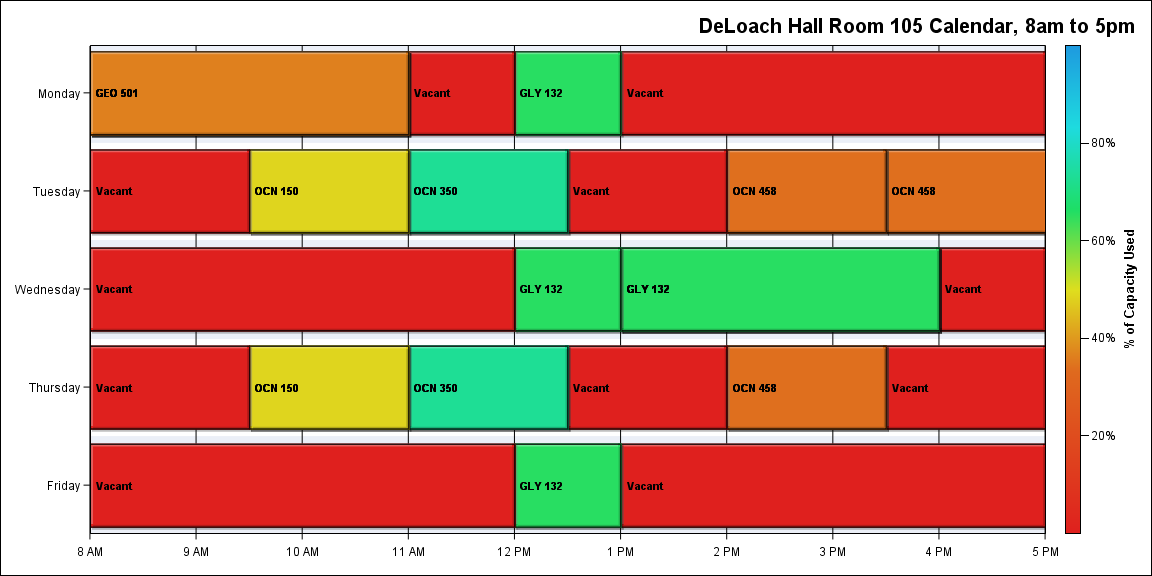 DeLoach Hall Room 105 Calendar, 8am to 5pm
Monday
GEO 501
Vacant
GLY 132
Vacant
Tuesday
Vacant
OCN 150
OCN 350
Vacant
OCN 458
OCN 458
Wednesday
Vacant
GLY 132
GLY 132
Vacant
Thursday
Vacant
OCN 150
OCN 350
Vacant
OCN 458
Vacant
Friday
Vacant
GLY 132
Vacant
8 AM
9 AM
10 AM
11 AM
12 PM
1 PM
2 PM
3 PM
4 PM
5 PM
80%
60%
40%
20%
% of Capacity Used